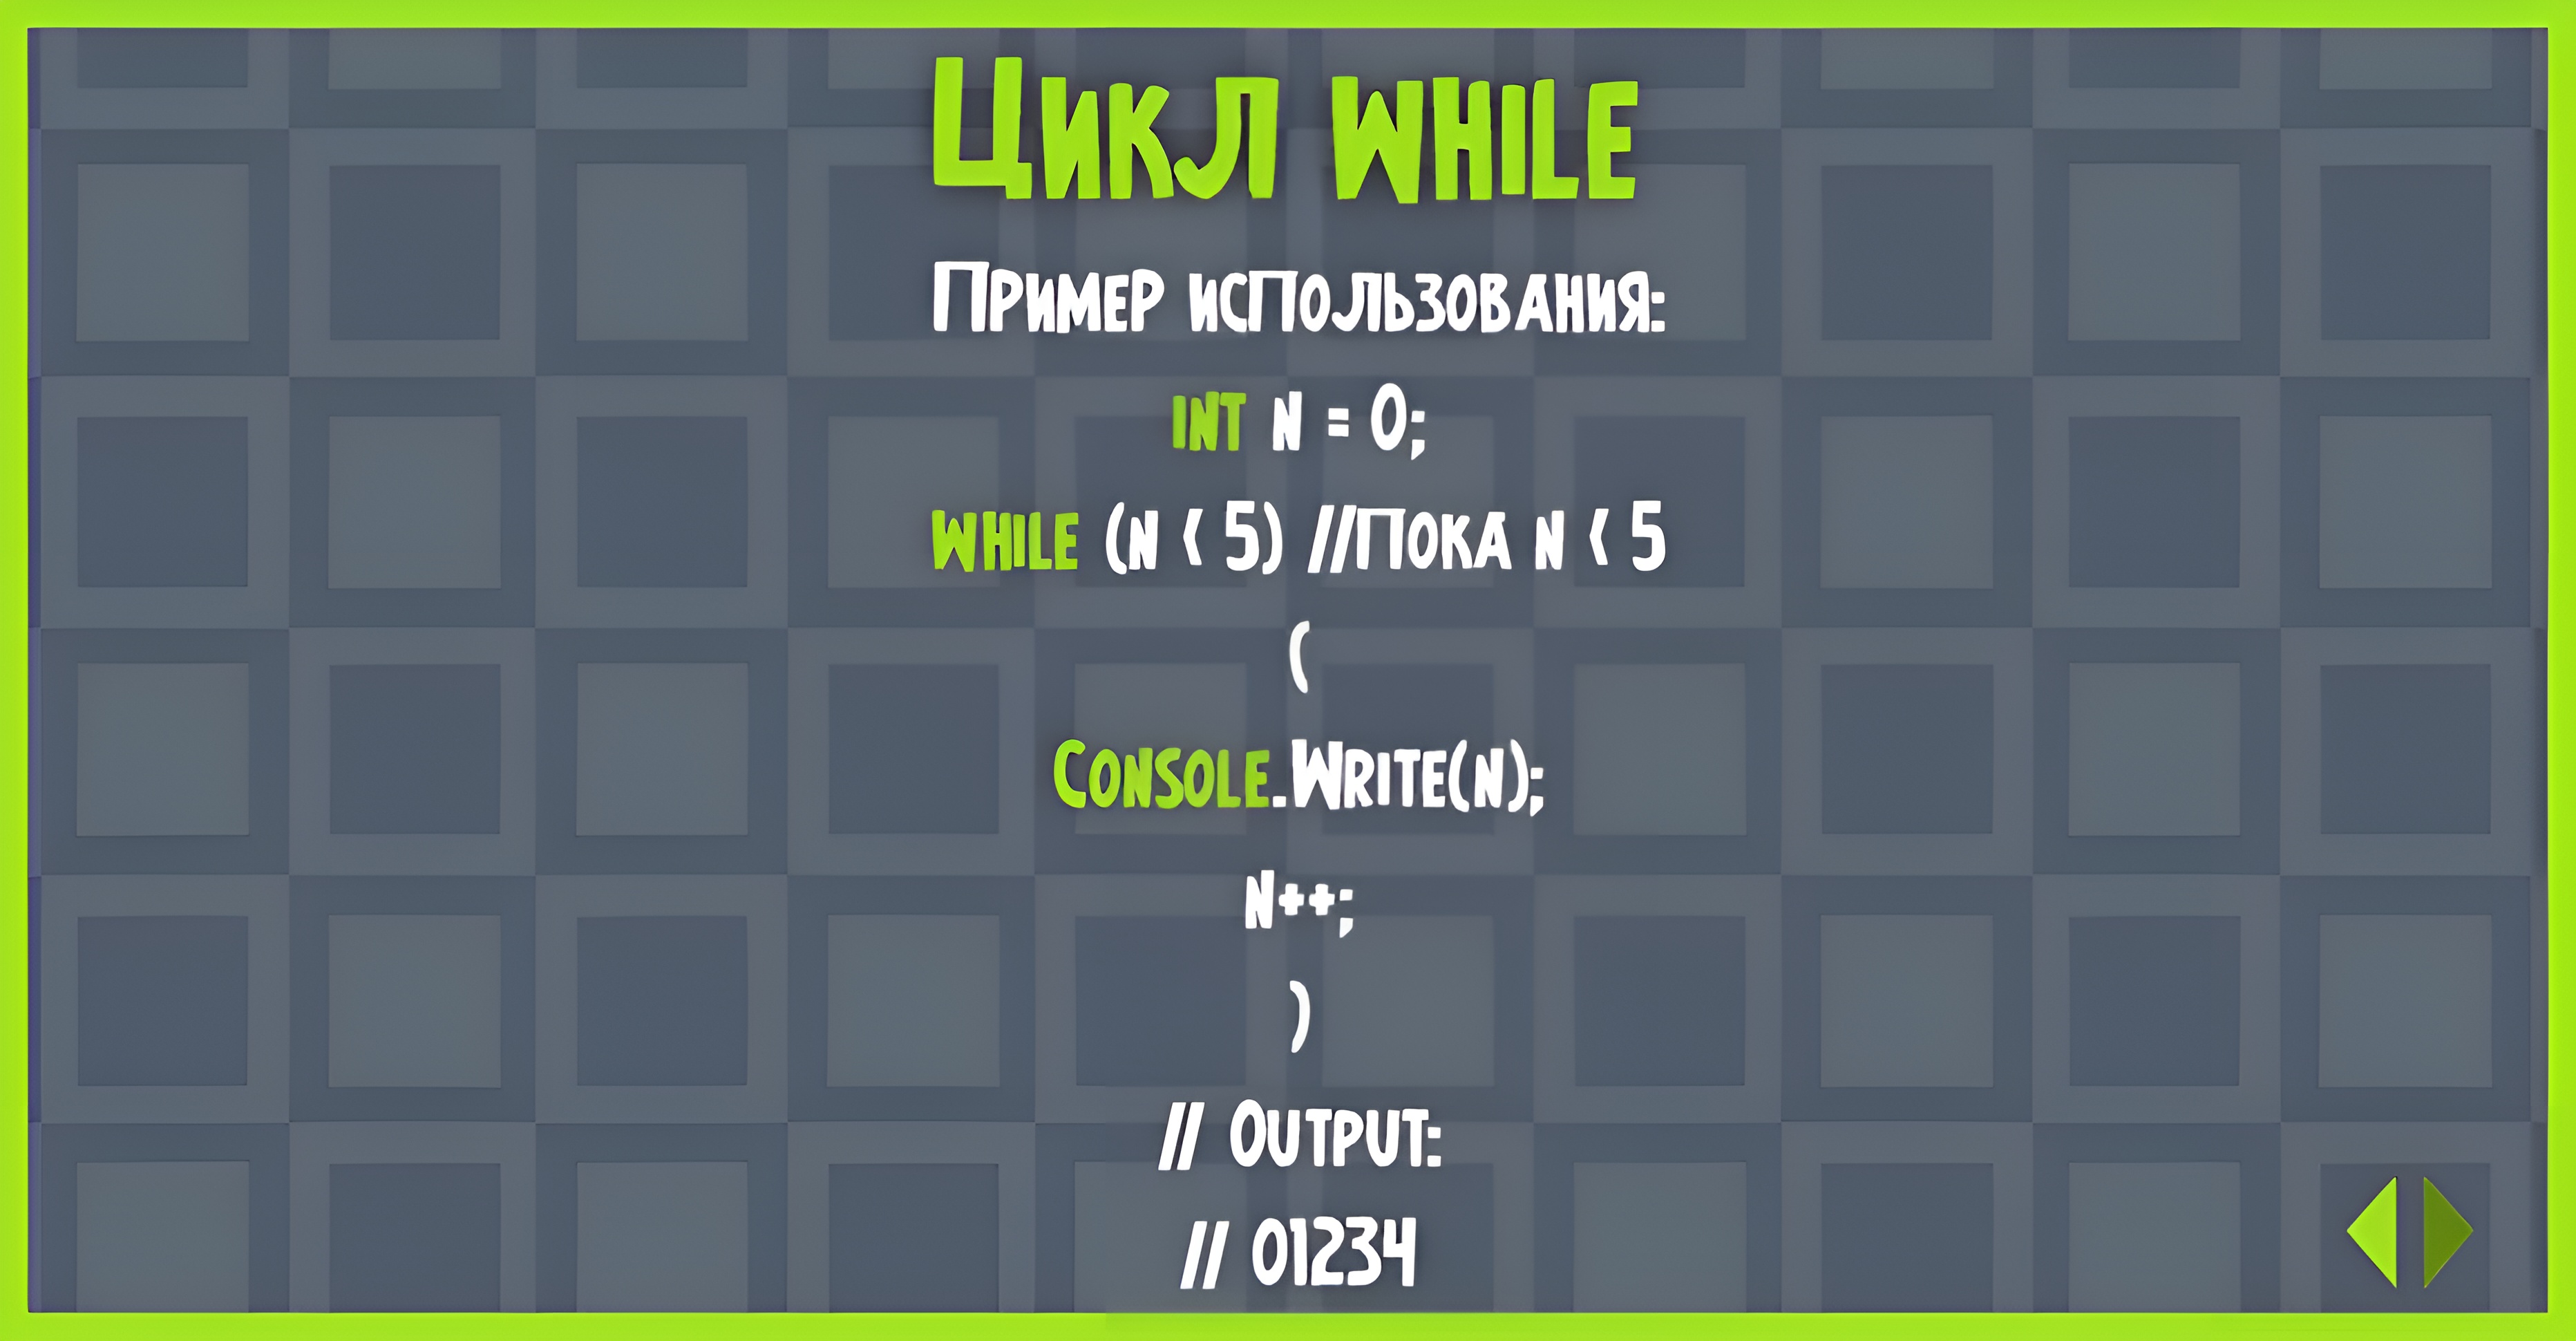 Цикл while
Пример использования:
int n = 0;
while (n < 5) //пока n < 5
(
Console.Write(n);
n++;
)
// Output:
// 01234